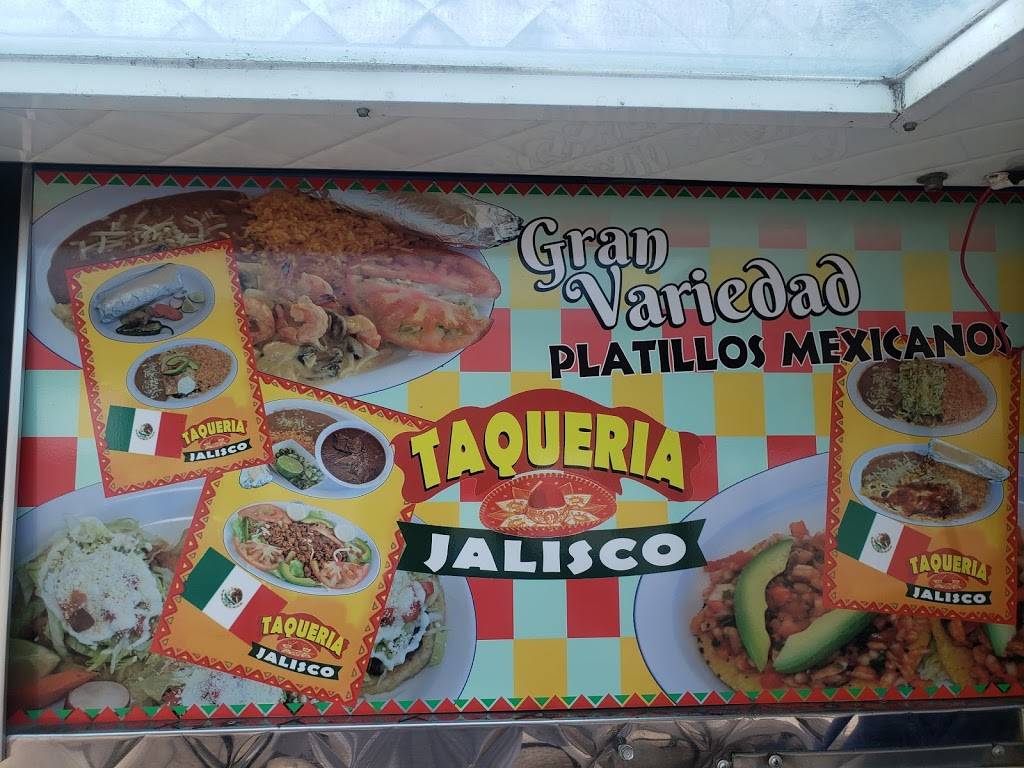 Gran
Variedad
PLATILLOS MEXICANOS
TAQUERIA
JALISCO
TAQUERIA
JALISCO
TAQUERIA
JALISCO
TAQUERIA
JALISCO